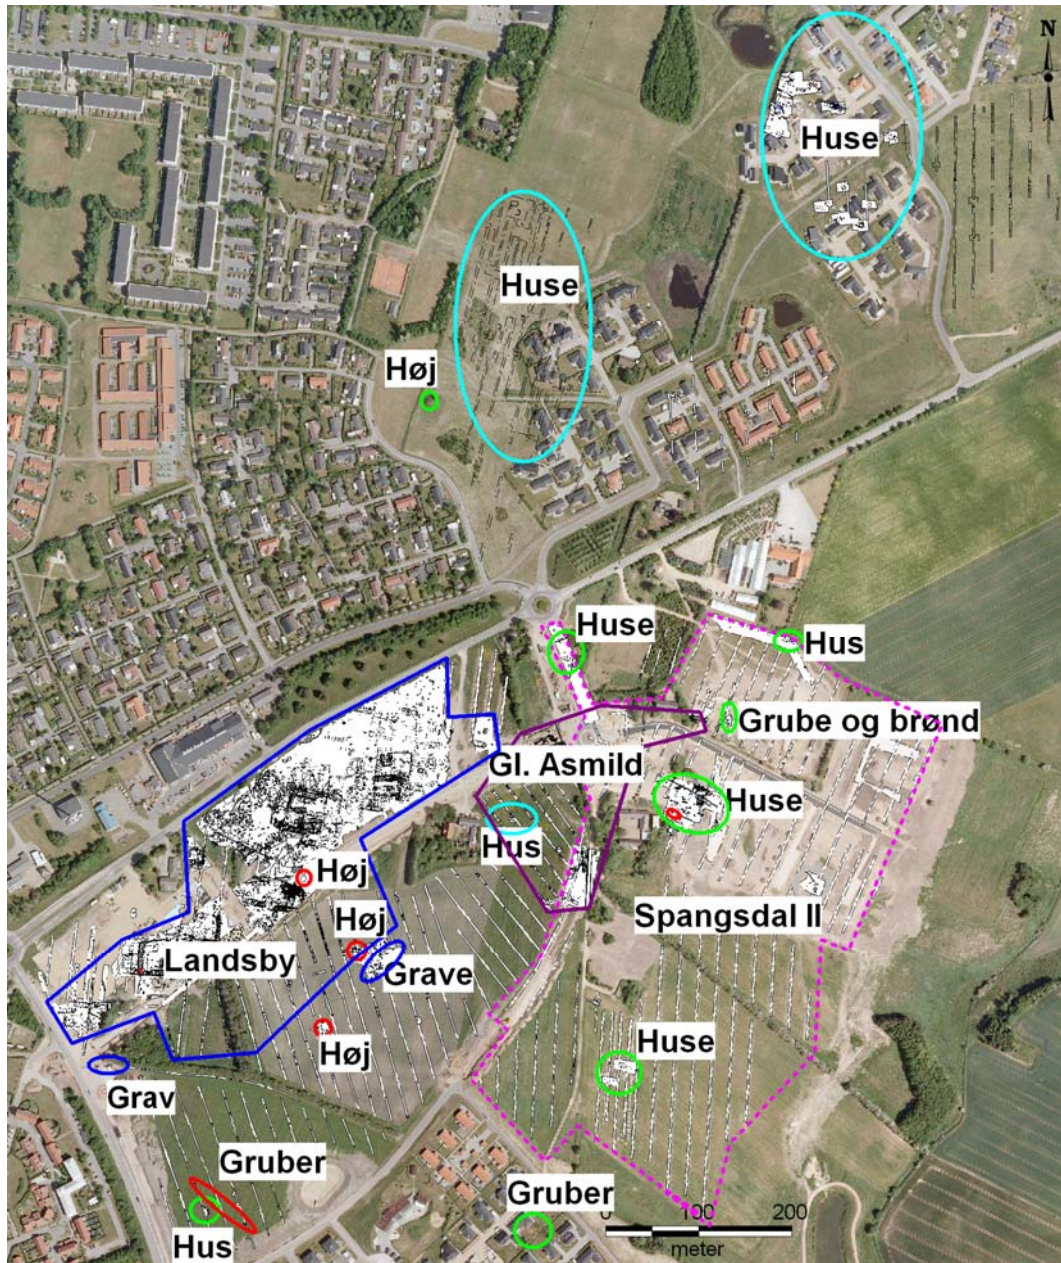 N
Huse
Huse
Høj
Huse
Hus
Grube og brønd
Gl. Asmild
Huse
Hus
Høj
Høj
Spangsdal II
Landsby
Grave
Høj
Huse
Grav
Gruber
Gruber
Hus
0 100 200
meter